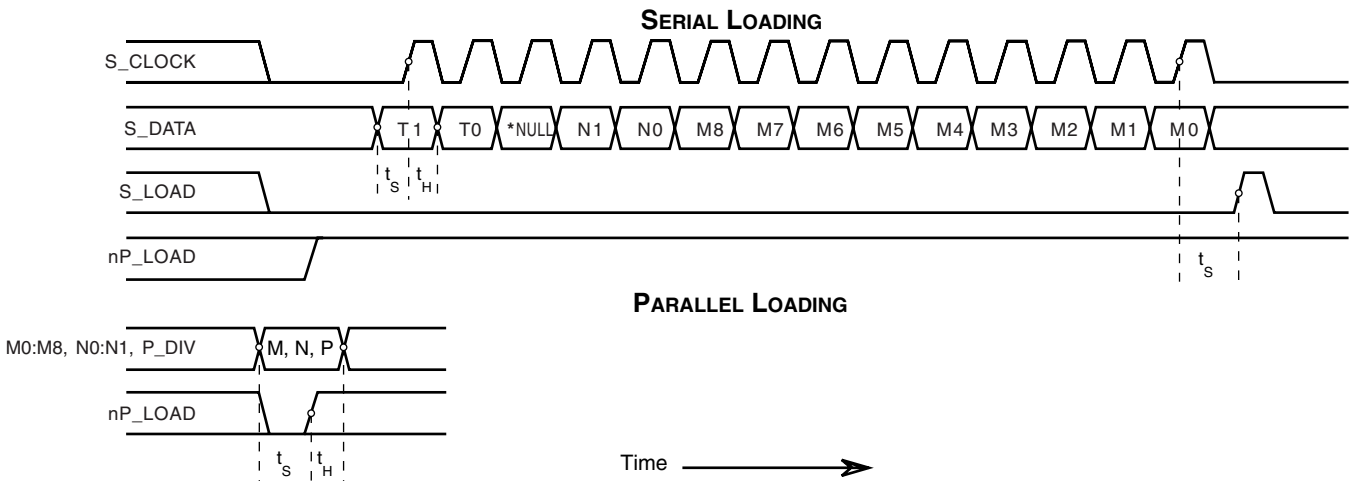 SERIAL LOADING
S_CLOCK
S_DATA T1 T0 *NULL N1 N0 M8 M7 M6 M5 M4 M3 M2 M1 M0
tS tH
S_LOAD
nP_LOAD
tS
PARALLEL LOADING
M0:M8, N0:N1, P_DIV M, N, P
nP_LOAD
tS tH
Time